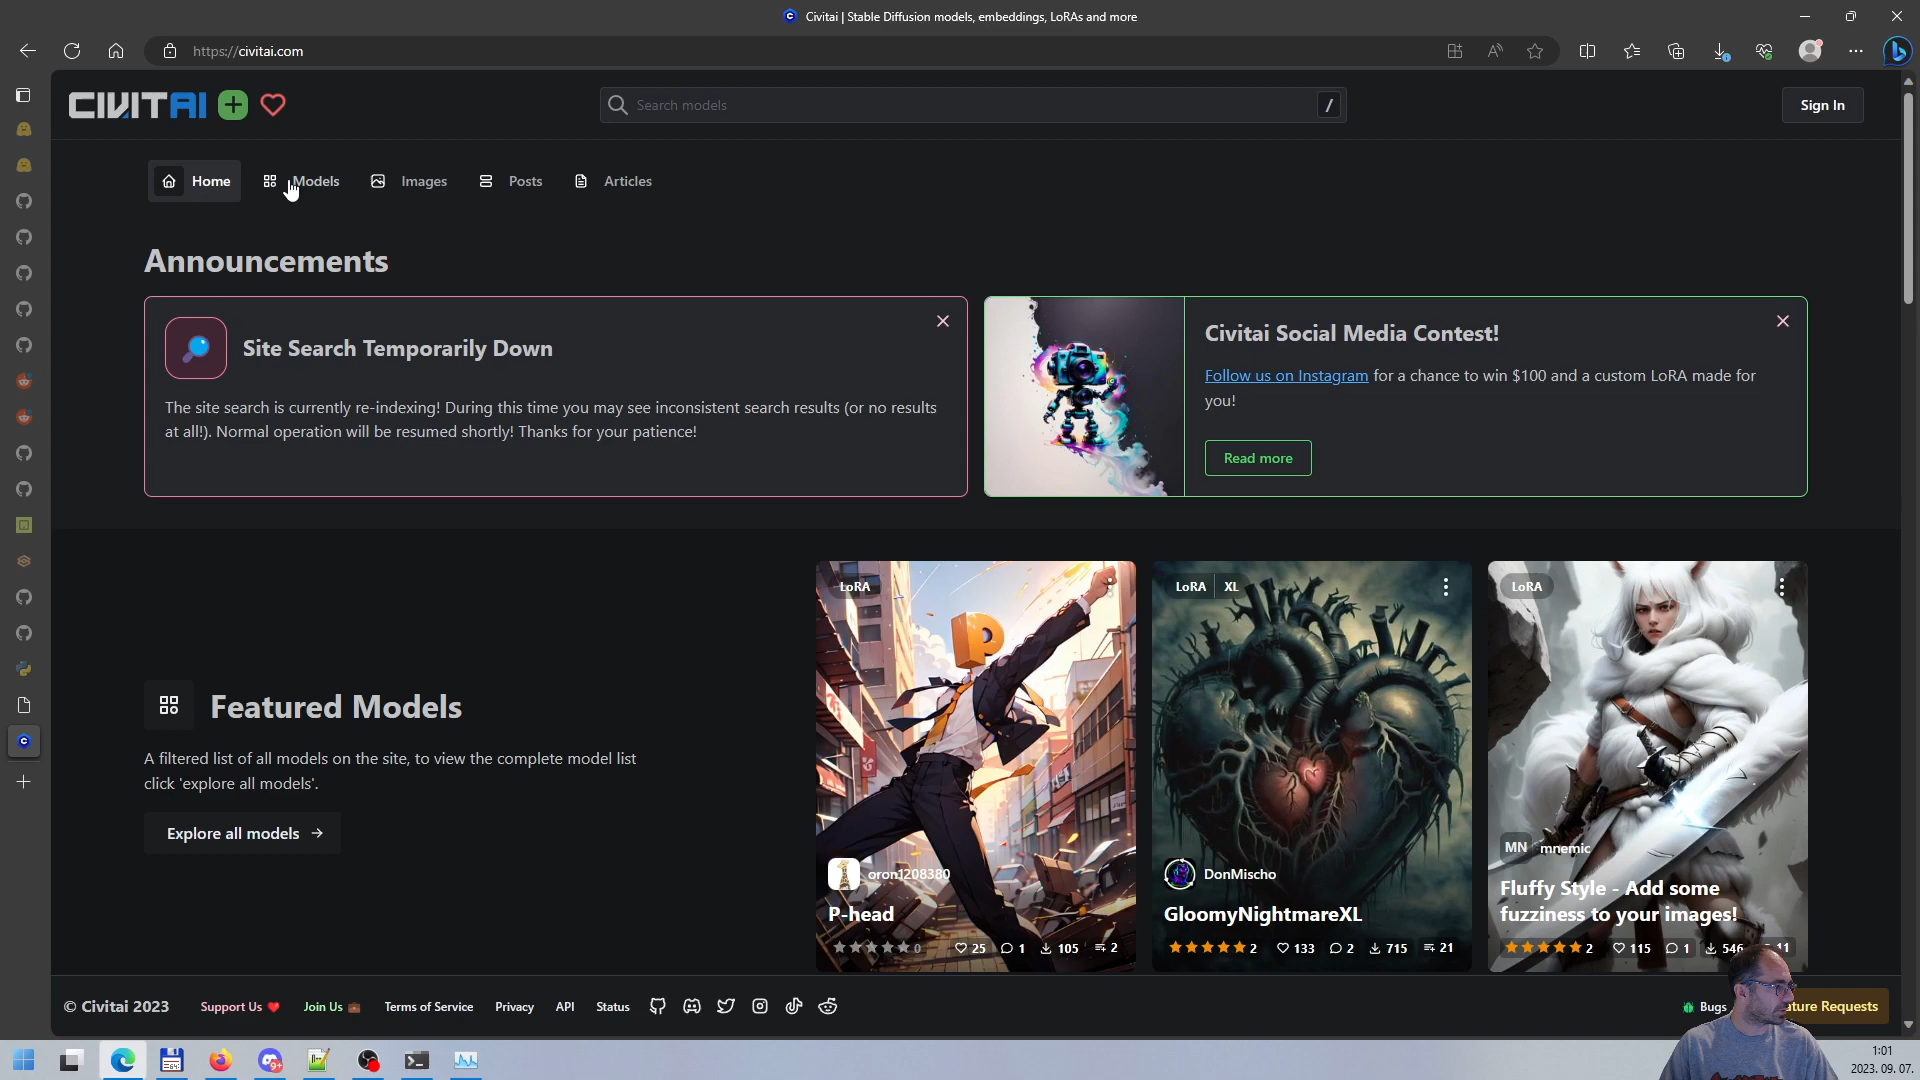 Civitai | Stable Diffusion models, embeddings, LoRAs and more
https://civitai.com
CIVITAI
Search models
/
Sign In
Home
Models
Images
Posts
Articles
Announcements
Site Search Temporarily Down
The site search is currently re-indexing! During this time you may see inconsistent search results (or no results
at all!). Normal operation will be resumed shortly! Thanks for your patience!
Civitai Social Media Contest!
Follow us on Instagram for a chance to win $100 and a custom LoRA made for
you!
Read more
Featured Models
A filtered list of all models on the site, to view the complete model list
click 'explore all models'.
Explore all models
LoRA
P
oron1208380
P-head
0
25
1
105
2
LoRA
XL
DonMischo
GloomyNightmareXL
2
133
2
715
21
LoRA
MN
mnemic
Fluffy Style - Add some
fuzziness to your images!
2
115
1
546
11
© Civitai 2023
Support Us
Join Us
Terms of Service
Privacy
API
Status
Bugs
ature Requests
9+
1:01
2023. 09. 07.